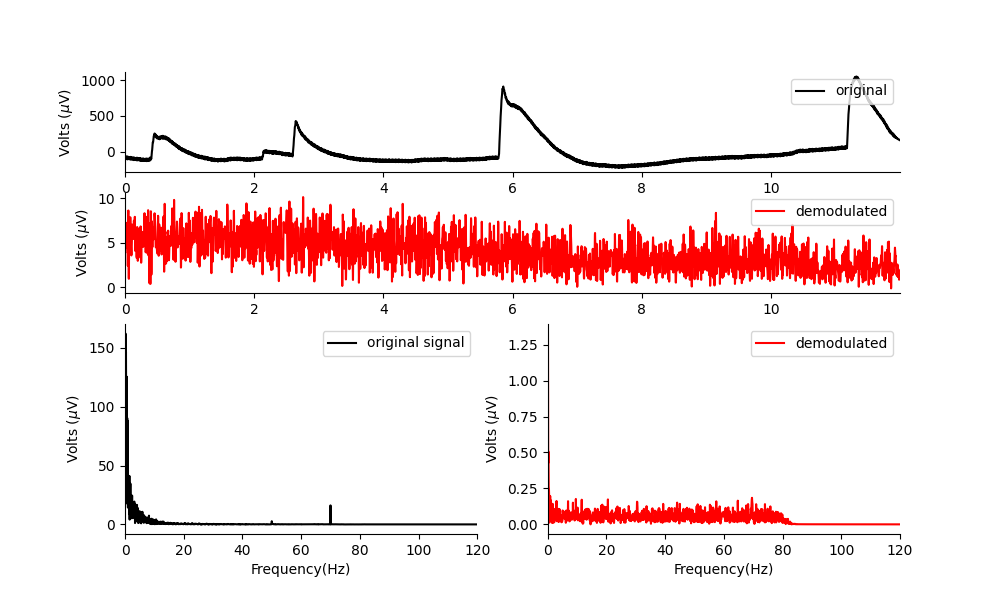 1000
500
0
Volts (μV)
original
0 2 4 6 8 10
10
5
0
Volts (μV)
demodulated
0 2 4 6 8 10
150
100
50
0
Volts (μV)
original signal
0 20 40 60 80 100 120
Frequency(Hz)
1.25
1.00
0.75
0.50
0.25
0.00
Volts (μV)
demodulated
0 20 40 60 80 100 120
Frequency(Hz)